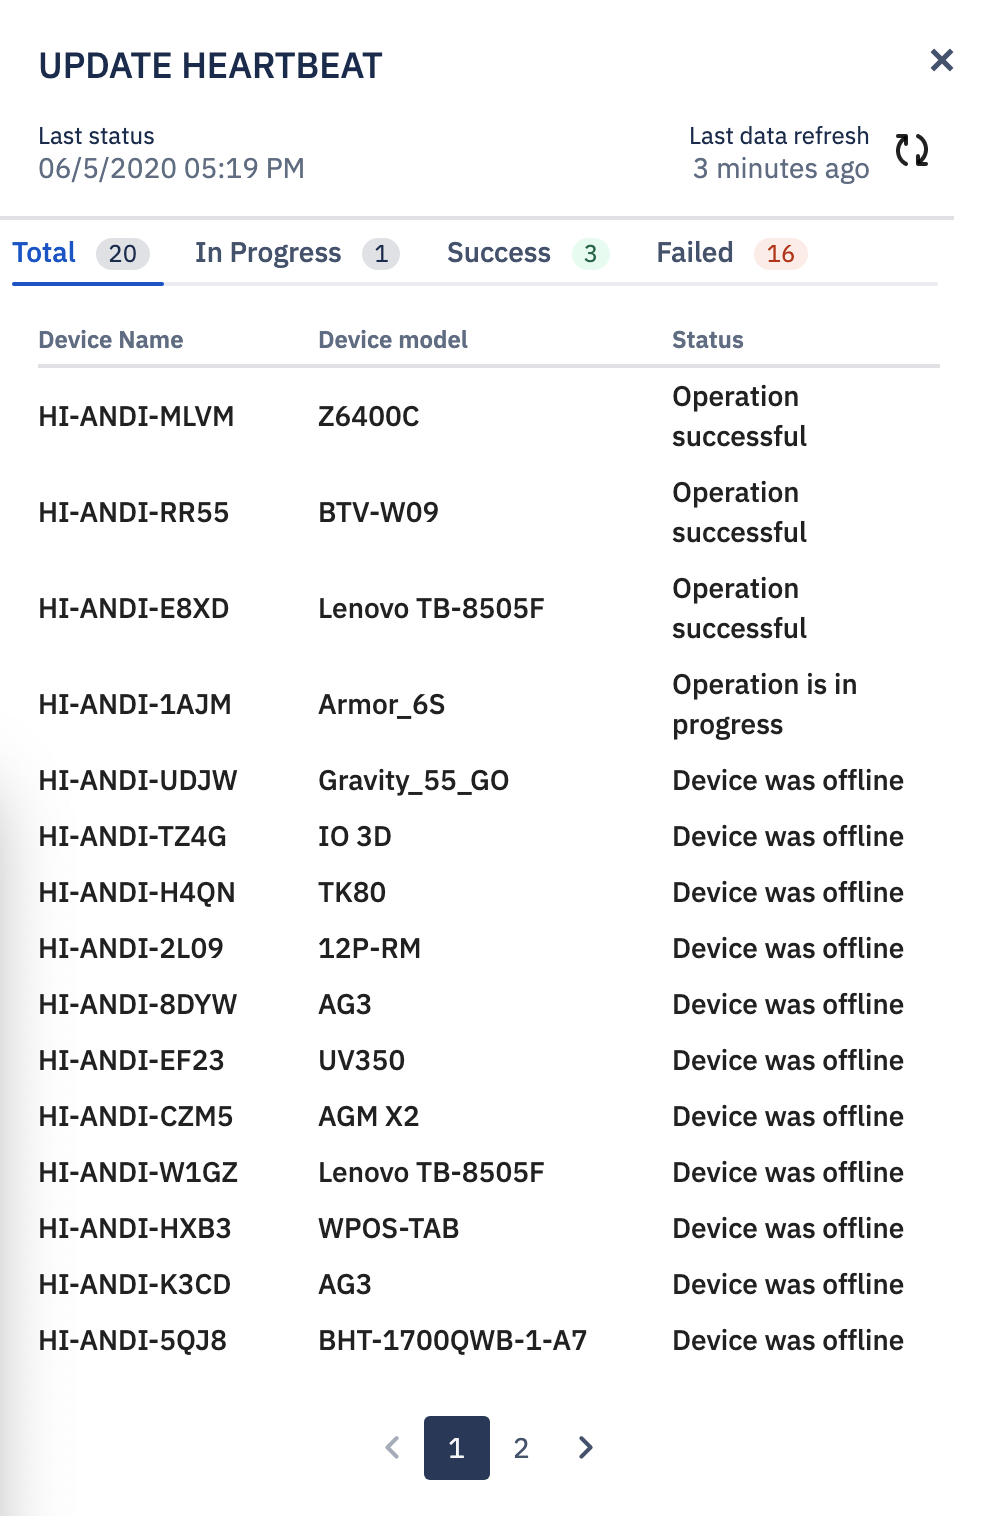 UPDATE HEARTBEAT
Last status
06/5/2020 05:19 PM
Last data refresh
3 minutes ago
Total 20 In Progress 1 Success 3 Failed 16
Device Name Device model Status
HI-ANDI-MLVM Z6400C Operation successful
HI-ANDI-RR55 BTV-W09 Operation successful
HI-ANDI-E8XD Lenovo TB-8505F Operation successful
HI-ANDI-1AJM Armor_6S Operation is in progress
HI-ANDI-UDJW Gravity_55_GO Device was offline
HI-ANDI-TZ4G IO 3D Device was offline
HI-ANDI-H4QN TK80 Device was offline
HI-ANDI-2L09 12P-RM Device was offline
HI-ANDI-8DYW AG3 Device was offline
HI-ANDI-EF23 UV350 Device was offline
HI-ANDI-CZM5 AGM X2 Device was offline
HI-ANDI-W1GZ Lenovo TB-8505F Device was offline
HI-ANDI-HXB3 WPOS-TAB Device was offline
HI-ANDI-K3CD AG3 Device was offline
HI-ANDI-5QJ8 BHT-1700QWB-1-A7 Device was offline
1 2